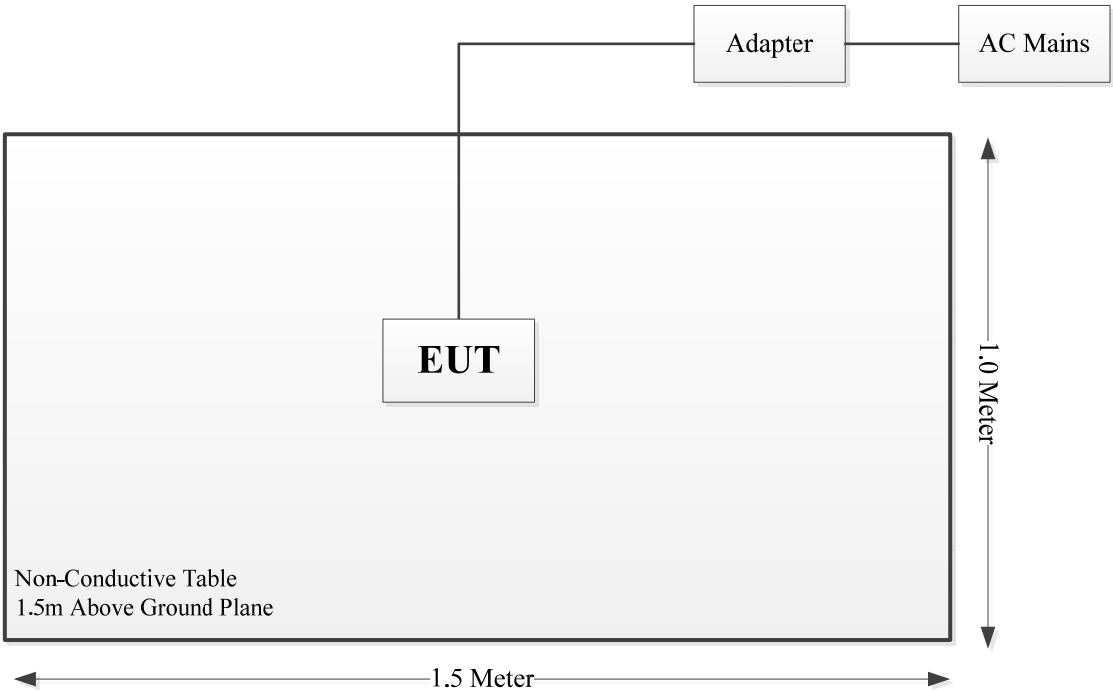 Adapter
AC Mains
EUT
1.0 Meter
Non-Conductive Table
1.5m Above Ground Plane
1.5 Meter